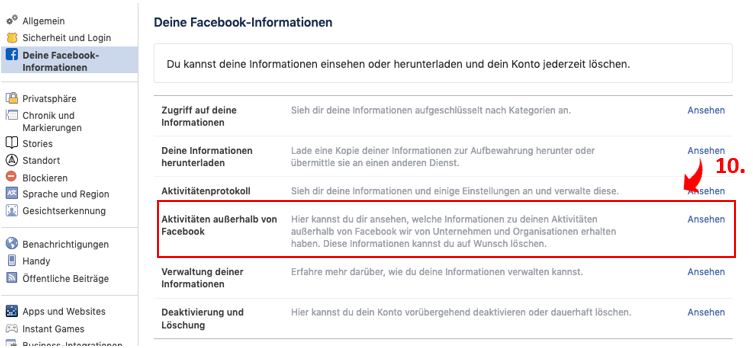 Allgemein
Sicherheit und Login
Deine Facebook-
Informationen
Privatsphäre
Chronik und
Markierungen
Stories
Standort
Blockieren
Sprache und Region
Gesichtserkennung
Benachrichtigungen
Handy
Öffentliche Beiträge
Apps und Websites
Instant Games
Business-Integrationen
Deine Facebook-Informationen
Du kannst deine Informationen einsehen oder herunterladen und dein Konto jederzeit löschen.
Zugriff auf deine
Informationen
Sieh dir deine Informationen aufgeschlüsselt nach Kategorien an.
Ansehen
Deine Informationen
herunterladen
Lade eine Kopie deiner Informationen zur Aufbewahrung herunter oder
übermittle sie an einen anderen Dienst.
Ansehen
10.
Aktivitätenprotokoll
Sieh dir deine Informationen und einige Einstellungen an und verwalte diese.
Ansehen
Aktivitäten außerhalb von
Facebook
Hier kannst du dir ansehen, welche Informationen zu deinen Aktivitäten
außerhalb von Facebook wir von Unternehmen und Organisationen erhalten
haben. Diese Informationen kannst du auf Wunsch löschen.
Ansehen
Verwaltung deiner
Informationen
Erfahre mehr darüber, wie du deine Informationen verwalten kannst.
Ansehen
Deaktivierung und
Löschung
Hier kannst du dein Konto vorübergehend deaktivieren oder dauerhaft löschen.
Ansehen